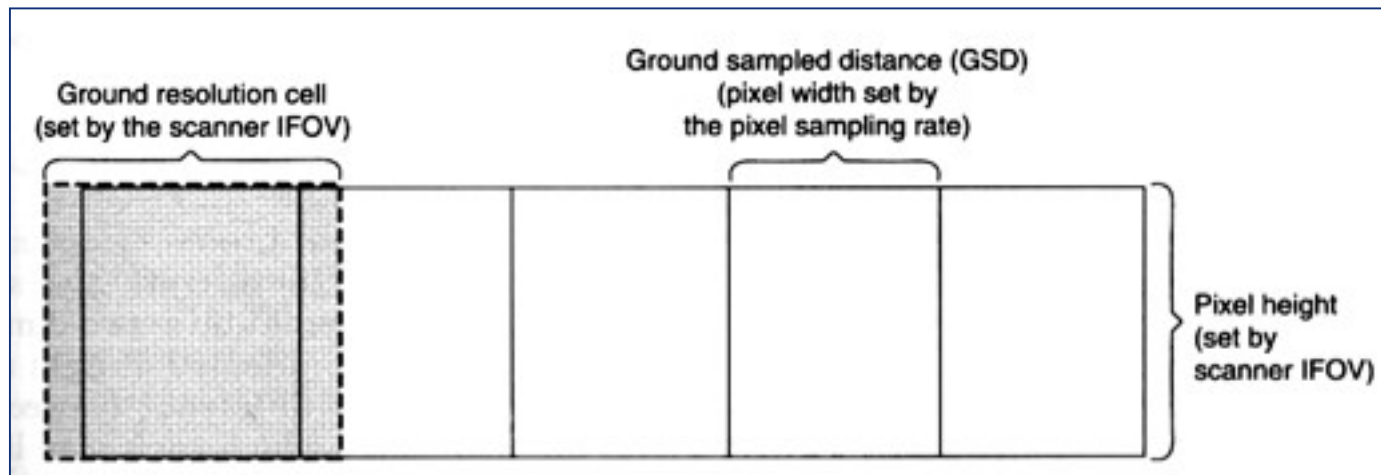 Ground resolution cell
(set by the scanner IFOV)
Ground sampled distance (GSD)
(pixel width set by
the pixel sampling rate)
Pixel height
(set by
scanner IFOV)